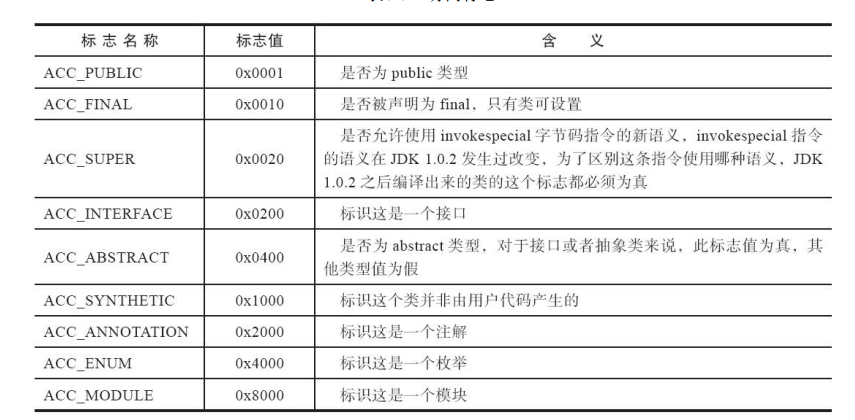 标志名称 标志值 含 义
ACC_PUBLIC 0x0001 是否为 public 类型
ACC_FINAL 0x0010 是否被声明为 final，只有类可设置
ACC_SUPER 0x0020 是否允许使用 invokespecial 字节码指令的新语义，invokespecial 指令
的语义在 JDK 1.0.2 发生过改变，为了区别这条指令使用哪种语义，JDK
1.0.2 之后编译出来的类的这个标志都必须为真
ACC_INTERFACE 0x0200 标识这是一个接口
ACC_ABSTRACT 0x0400 是否为 abstract 类型，对于接口或者抽象类来说，此标志值为真，其
他类型值为假
ACC_SYNTHETIC 0x1000 标识这个类并非由用户代码产生的
ACC_ANNOTATION 0x2000 标识这是一个注解
ACC_ENUM 0x4000 标识这是一个枚举
ACC_MODULE 0x8000 标识这是一个模块